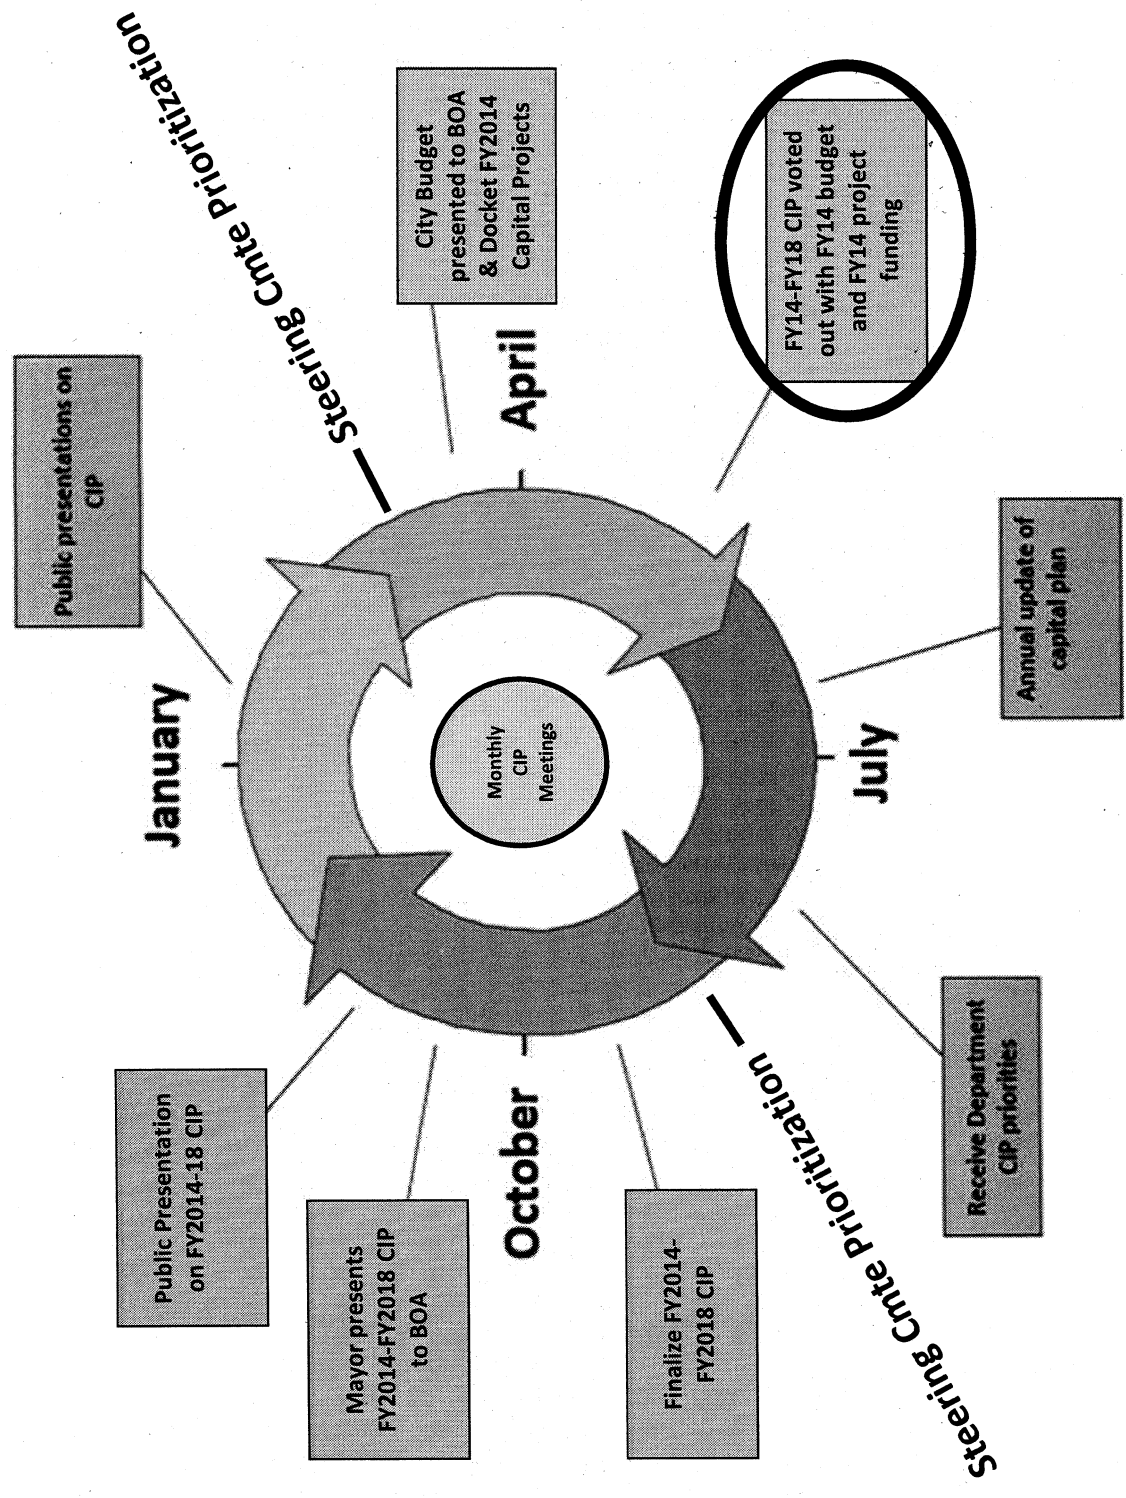 January
Public presentations on
CIP
Steering Cmte Prioritization
City Budget
presented to BOA
& Docket FY2014
Capital Projects
April
FY14-FY18 CIP voted
out with FY14 budget
and FY14 project
funding
Annual update of
capital plan
July
Receive Department
CIP priorities
Steering Cmte Prioritization
Finalize FY2014-
FY2018 CIP
October
Mayor presents
FY2014-FY2018 CIP
to BOA
Public Presentation
on FY2014-18 CIP
Monthly
CIP
Meetings